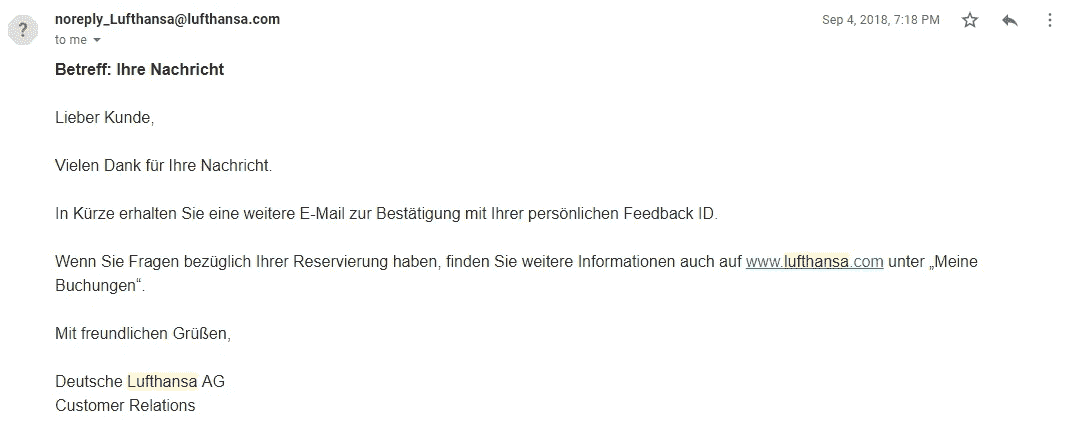 noreply_Lufthansa@lufthansa.com
Sep 4, 2018, 7:18 PM
to me
Betreff: Ihre Nachricht
Lieber Kunde,
Vielen Dank für Ihre Nachricht.
In Kürze erhalten Sie eine weitere E-Mail zur Bestätigung mit Ihrer persönlichen Feedback ID.
Wenn Sie Fragen bezüglich Ihrer Reservierung haben, finden Sie weitere Informationen auch auf www.lufthansa.com unter „Meine
Buchungen“.
Mit freundlichen Grüßen,
Deutsche Lufthansa AG
Customer Relations